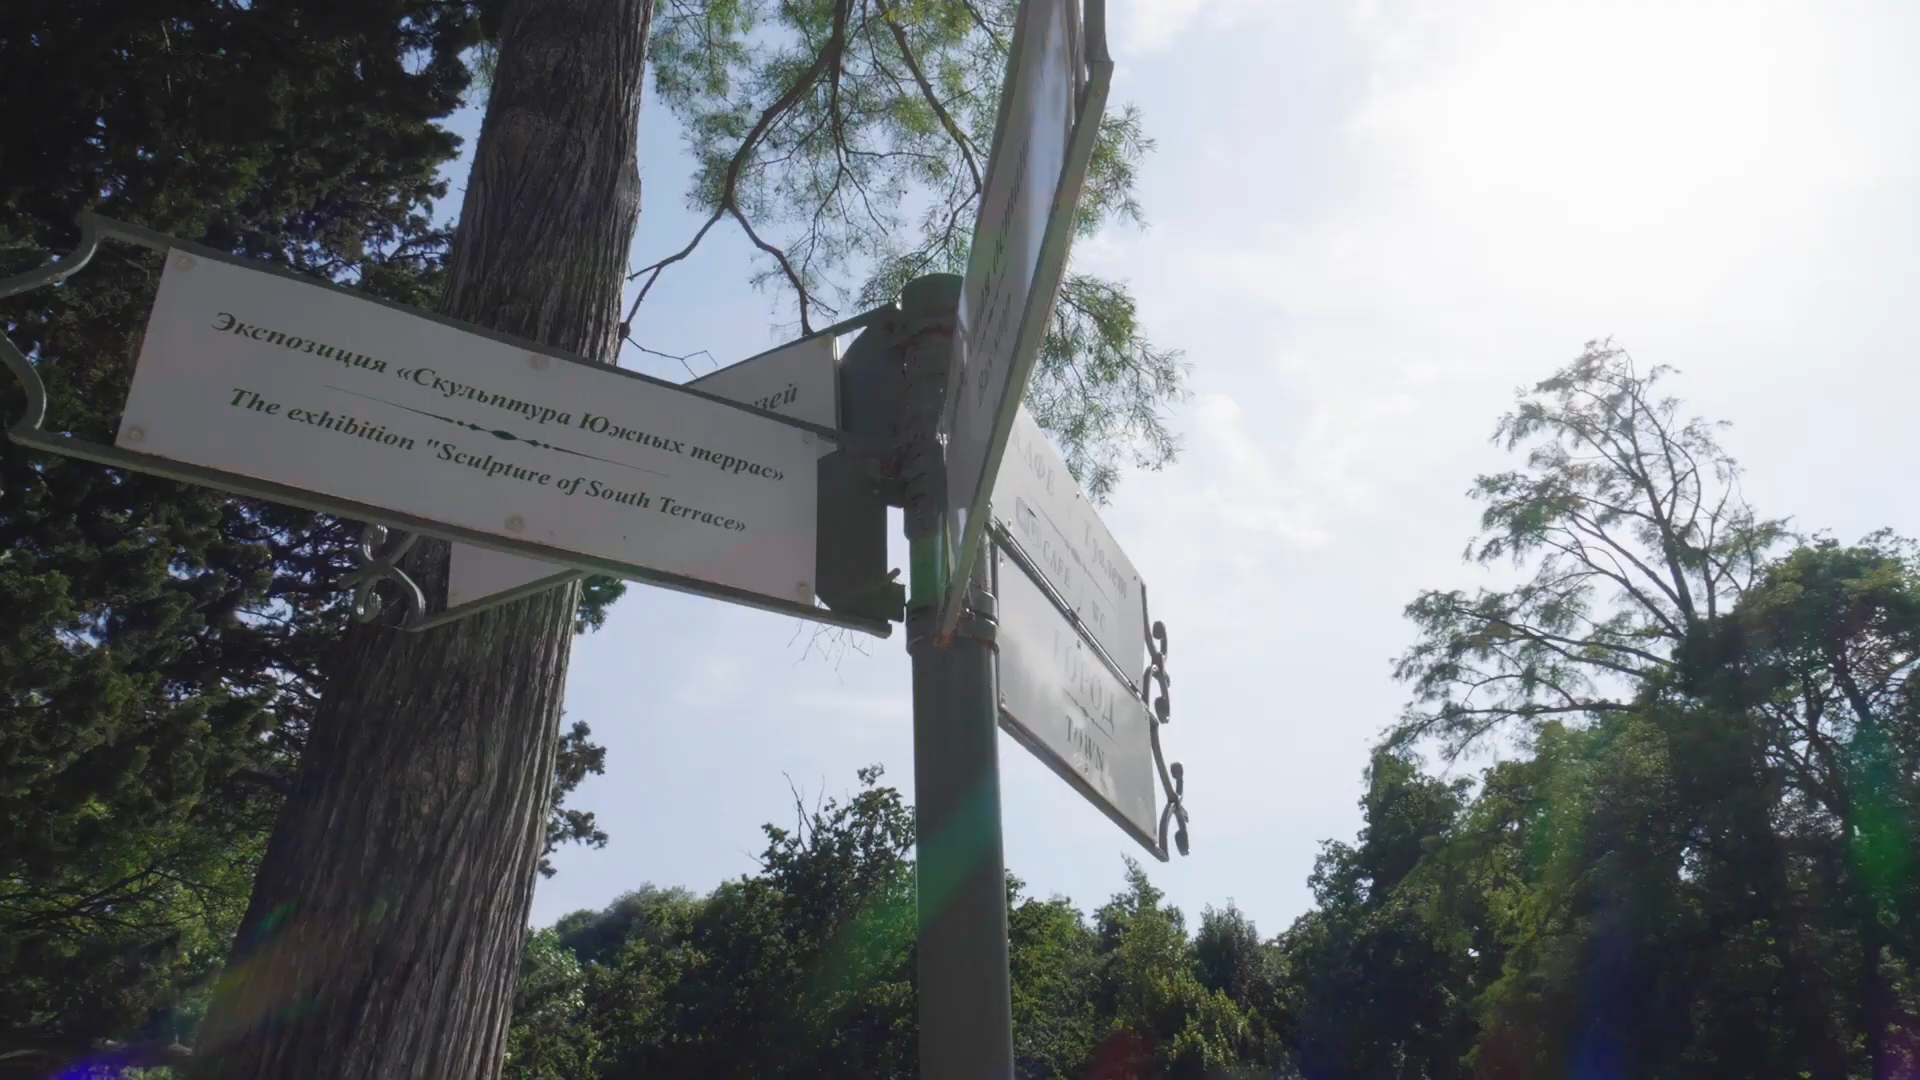 Экспозиция «Скульптура Южных террас»
The exhibition "Sculpture of South Terrace»
КАФЕ / Туалет
CAFE / WC
ГОРОД
TOWN